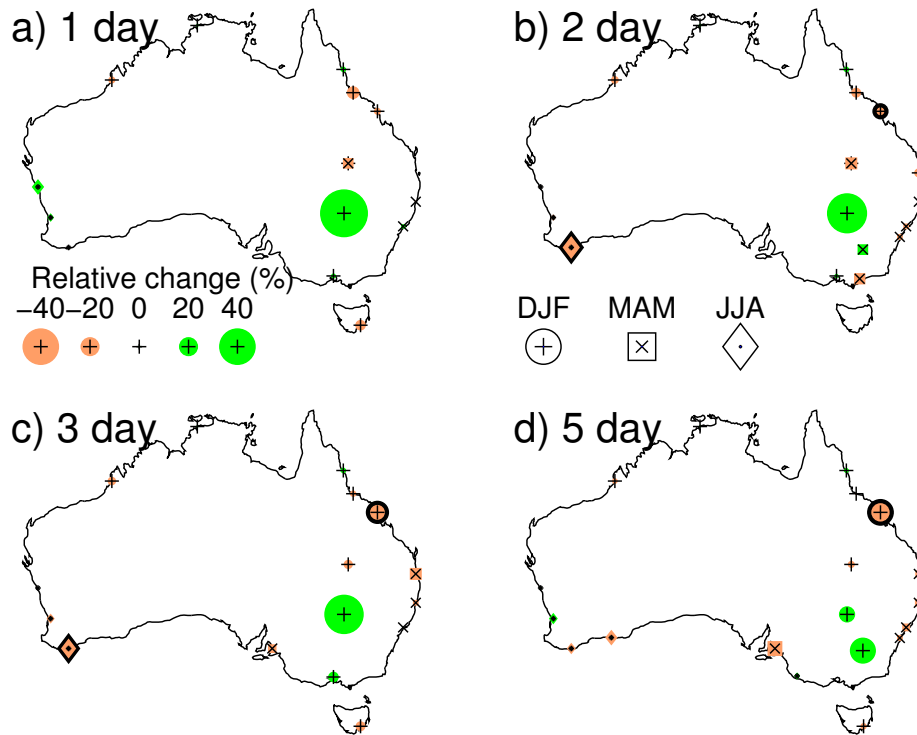 a) 1 day
b) 2 day
Relative change (%)
−40−20 0 20 40
DJF MAM JJA
c) 3 day
d) 5 day